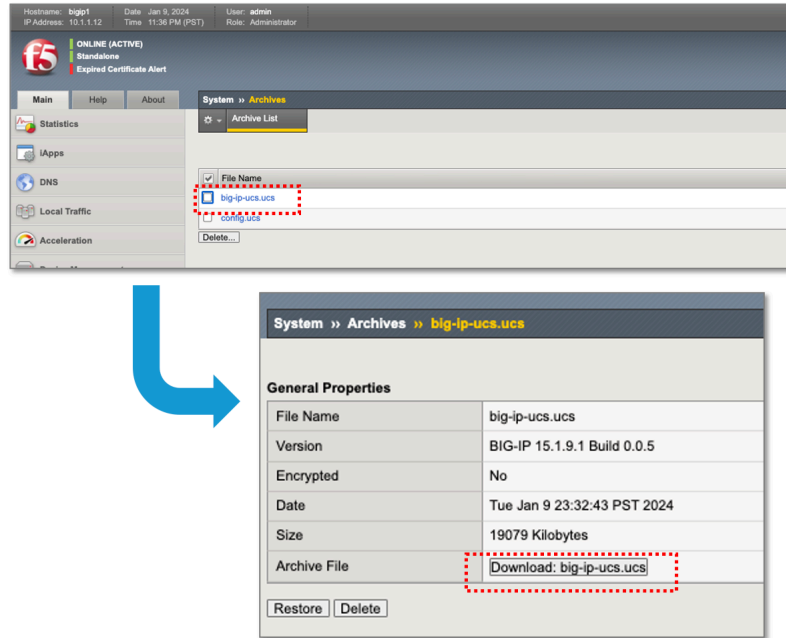 Hostname: bigip1 Date Jan 9, 2024 User: admin
IP Address: 10.1.1.12 Time 11:36 PM (PST) Role: Administrator
f5
ONLINE (ACTIVE)
Standalone
Expired Certificate Alert
Main Help About
System » Archives
Archive List
Statistics
iApps
DNS
Local Traffic
Acceleration
File Name
big-ip-ucs.ucs
config.ucs
Delete...
System » Archives » big-ip-ucs.ucs
General Properties
File Name big-ip-ucs.ucs
Version BIG-IP 15.1.9.1 Build 0.0.5
Encrypted No
Date Tue Jan 9 23:32:43 PST 2024
Size 19079 Kilobytes
Archive File Download: big-ip-ucs.ucs
Restore Delete